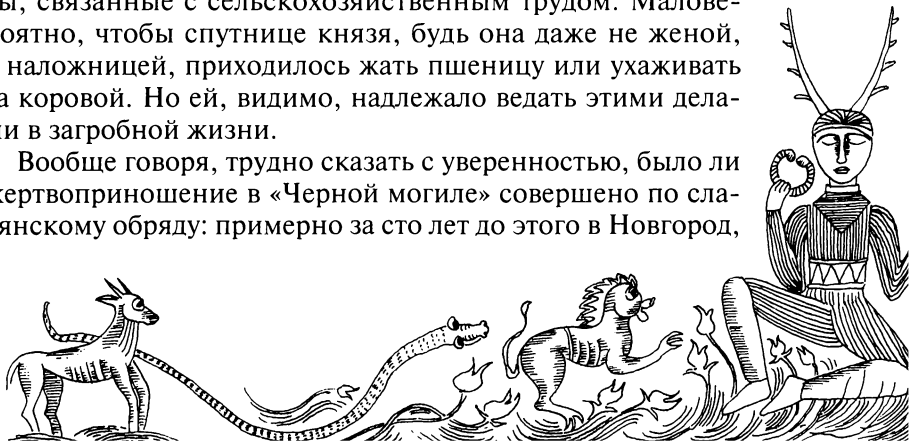 ы, связанные с сельскохозяйственным трудом. Малове-
оятно, чтобы спутнице князя, будь она даже не женой,
наложницей, приходилось жать пшеницу или ухаживать
а коровой. Но ей, видимо, надлежало ведать этими дела-
и в загробной жизни.
Вообще говоря, трудно сказать с уверенностью, было ли
жертвоприношение в «Черной могиле» совершено по сла-
янскому обряду: примерно за сто лет до этого в Новгород,